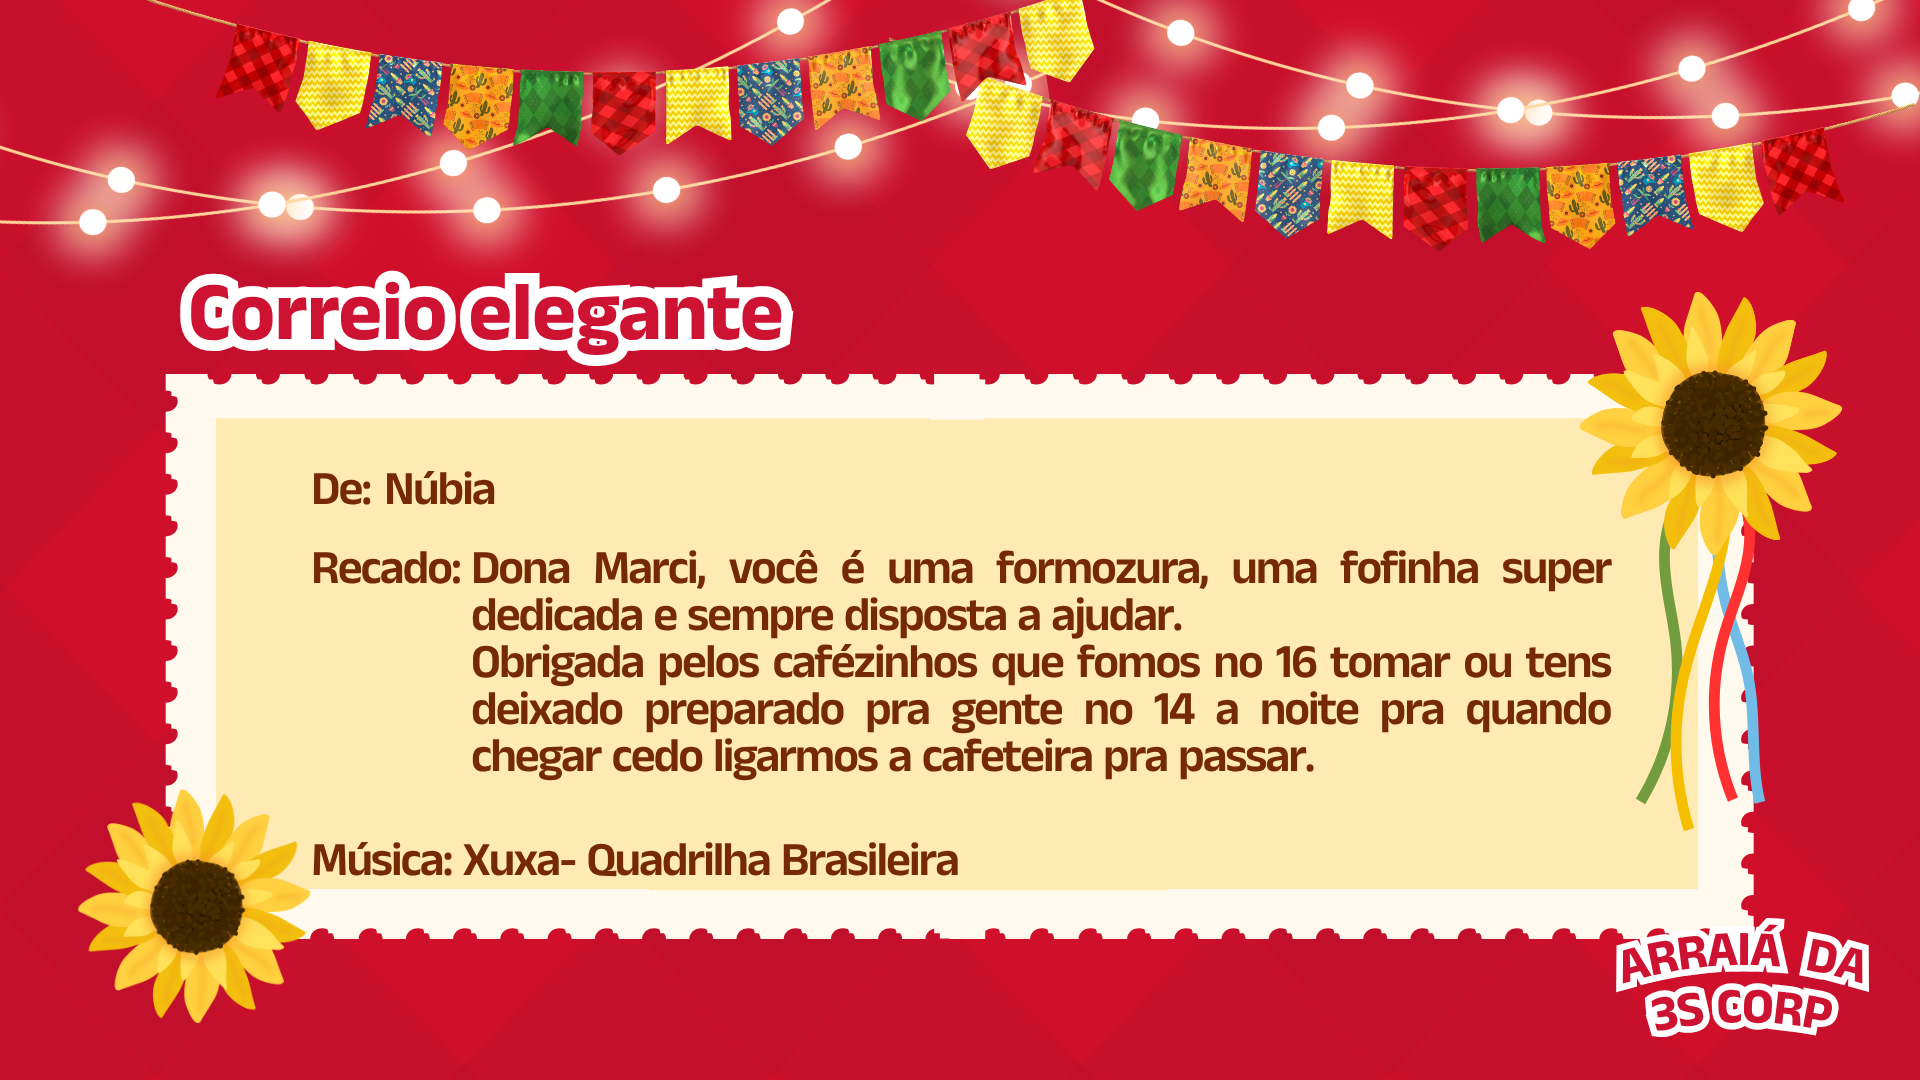 Correio elegante
De: Núbia
Recado: Dona Marci, você é uma formozura, uma fofinha super
dedicada e sempre disposta a ajudar.
Obrigada pelos cafézinhos que fomos no 16 tomar ou tens
deixado preparado pra gente no 14 a noite pra quando
chegar cedo ligarmos a cafeteira pra passar.
Música: Xuxa- Quadrilha Brasileira
ARRAIÁ DA
3S CORP